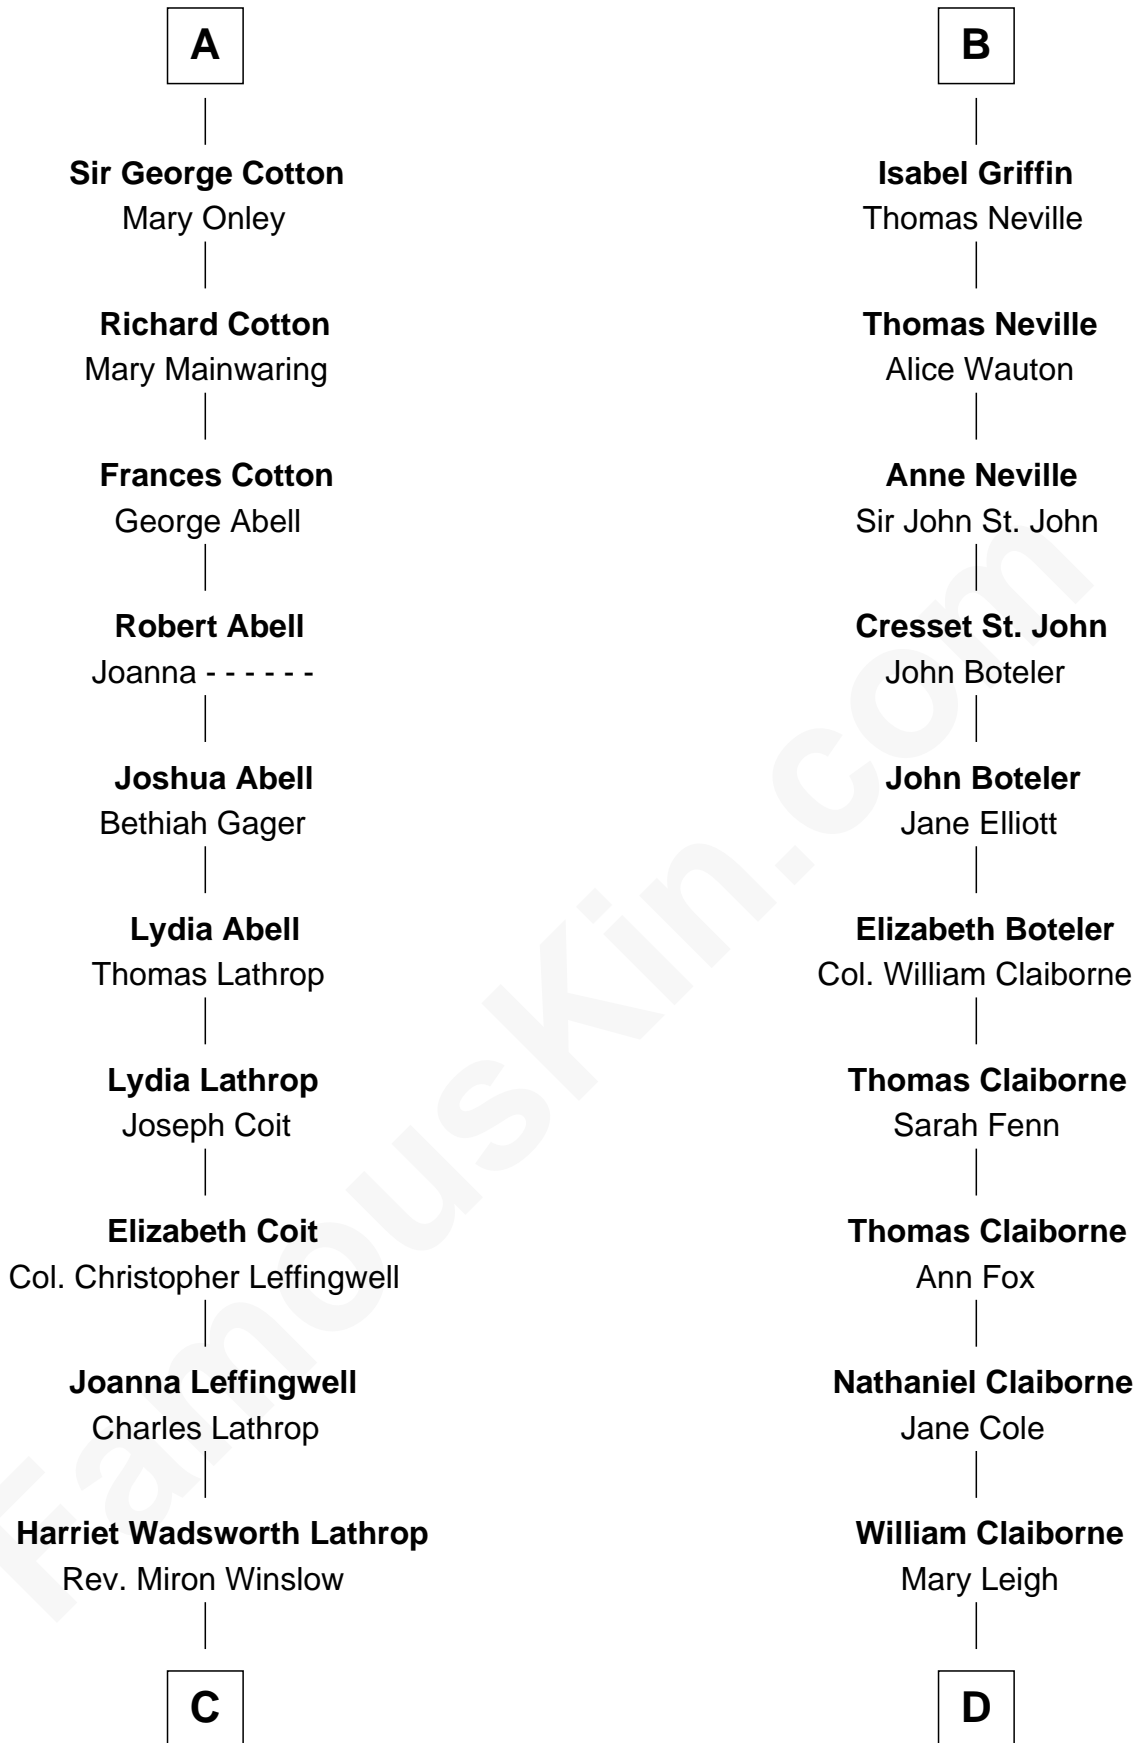 A
Sir George Cotton
Mary Onley
Richard Cotton
Mary Mainwaring
Frances Cotton
George Abell
Robert Abell
Joanna - - - - - -
Joshua Abell
Bethiah Gager
Lydia Abell
Thomas Lathrop
Lydia Lathrop
Joseph Coit
Elizabeth Coit
Col. Christopher Leffingwell
Joanna Leffingwell
Charles Lathrop
Harriet Wadsworth Lathrop
Rev. Miron Winslow
C
B
Isabel Griffin
Thomas Neville
Thomas Neville
Alice Wauton
Anne Neville
Sir John St. John
Cresset St. John
John Boteler
John Boteler
Jane Elliott
Elizabeth Boteler
Col. William Claiborne
Thomas Claiborne
Sarah Fenn
Thomas Claiborne
Ann Fox
Nathaniel Claiborne
Jane Cole
William Claiborne
Mary Leigh
D
FamousKin.com